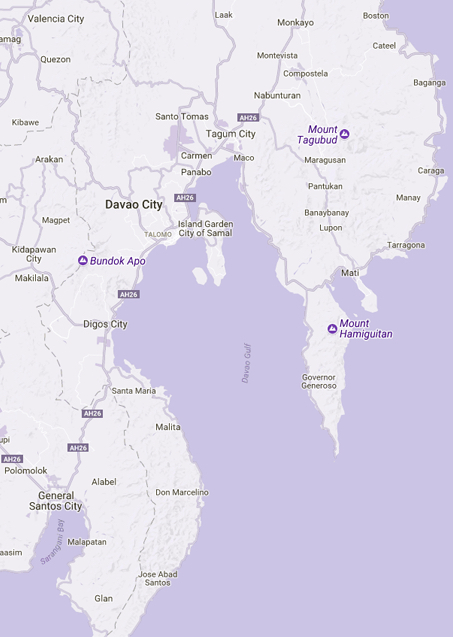 Laak
Boston
Valencia City
Monkayo
amag
Cateel
Quezon
Montevista
Compostela
Baganga
Nabunturan
Santo Tomas
AH26
Kibawe
Tagum City
Mount
Tagubud
Carmen
Maco
Arakan
Maragusan
Panabo
Caraga
Pantukan
AH26
Manay
m
Davao City
Banaybanay
Magpet
Island Garden
City of Samal
Lupon
TALOMO
Tarragona
Kidapawan
City
Bundok Apo
Mati
Makilala
AH26
Digos City
Mount
Hamiguitan
Davao Gulf
Governor
Generoso
Santa Maria
AH26
Malita
upi
AH26
AH26
Polomolok
Alabel
General
Santos City
Don Marcelino
Sarangani Bay
Malapatan
aasim
Jose Abad
Santos
Glan